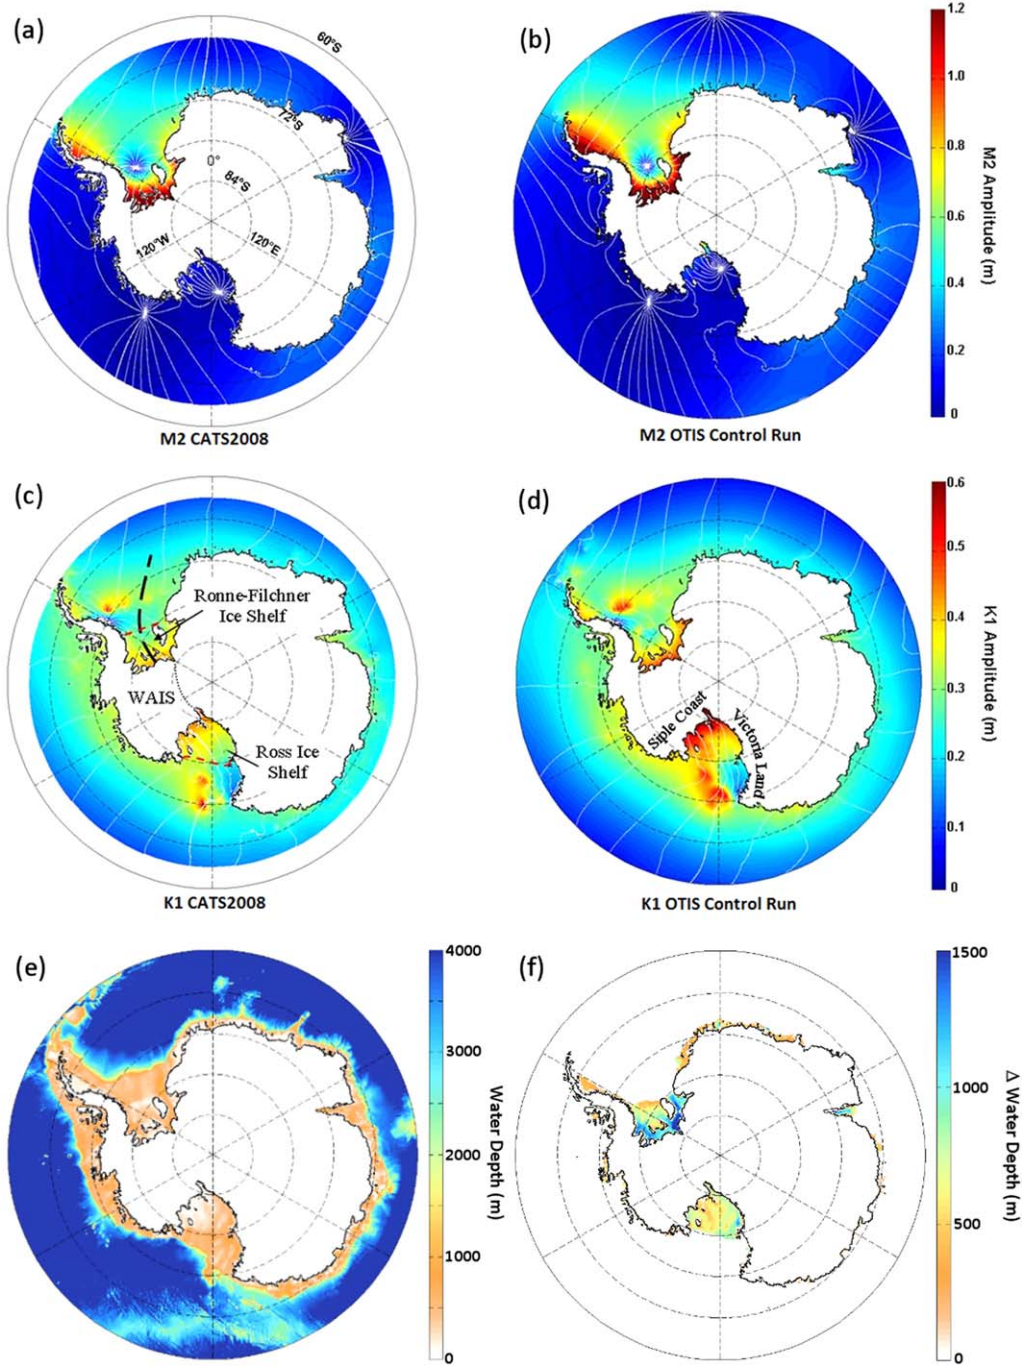 (a)
60°S
72°S
0°
84°S
120°W
120°E
M2 CATS2008
(b)
M2 OTIS Control Run
1.2
1.0
0.8
0.6
0.4
0.2
0
M2 Amplitude (m)
(c)
Ronne-Filchner
Ice Shelf
WAIS
Ross Ice
Shelf
K1 CATS2008
(d)
Siple Coast
Victoria Land
K1 OTIS Control Run
0.6
0.5
0.4
0.3
0.2
0.1
0
K1 Amplitude (m)
(e)
4000
3000
2000
1000
0
Water Depth (m)
(f)
1500
1000
500
0
Δ Water Depth (m)